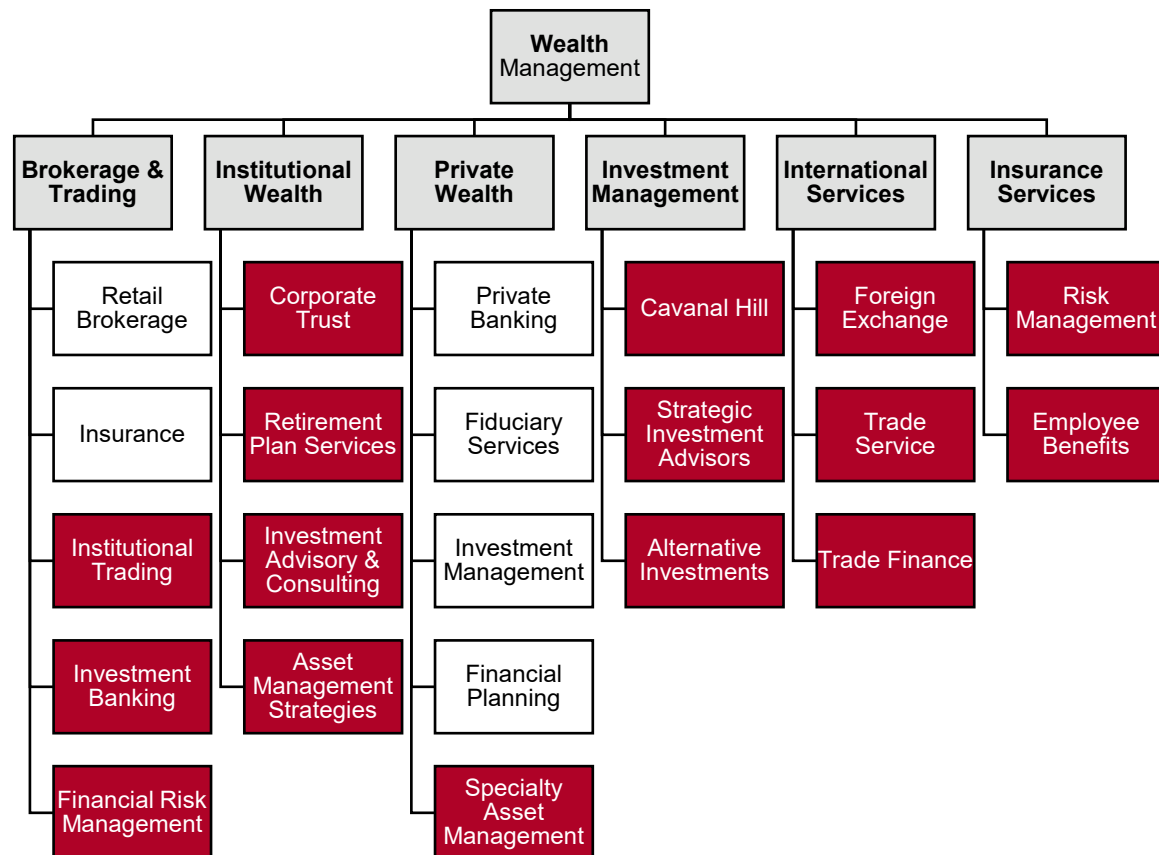 Wealth
Management
Brokerage &
Trading
Institutional
Wealth
Private
Wealth
Investment
Management
International
Services
Insurance
Services
Retail
Brokerage
Insurance
Institutional
Trading
Investment
Banking
Financial Risk
Management
Corporate
Trust
Retirement
Plan Services
Investment
Advisory &
Consulting
Asset
Management
Strategies
Private
Banking
Fiduciary
Services
Investment
Management
Financial
Planning
Specialty
Asset
Management
Cavanal Hill
Strategic
Investment
Advisors
Alternative
Investments
Foreign
Exchange
Trade
Service
Trade Finance
Risk
Management
Employee
Benefits